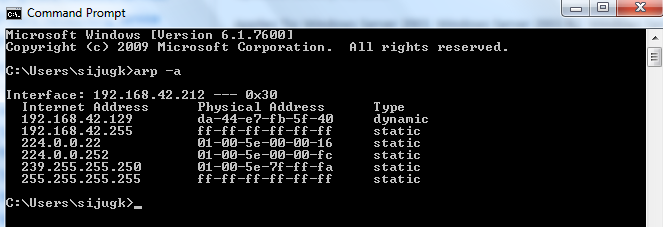 Command Prompt
Microsoft Windows [Version 6.1.7600]
Copyright (c) 2009 Microsoft Corporation.  All rights reserved.
C:\Users\sijugk>arp -a
Interface: 192.168.42.212 --- 0x30
Internet Address      Physical Address      Type
192.168.42.129        da-44-e7-fb-5f-40     dynamic
192.168.42.255        ff-ff-ff-ff-ff-ff     static
224.0.0.22            01-00-5e-00-00-16     static
224.0.0.252           01-00-5e-00-00-fc     static
239.255.255.250       01-00-5e-7f-ff-fa     static
255.255.255.255       ff-ff-ff-ff-ff-ff     static
C:\Users\sijugk>_